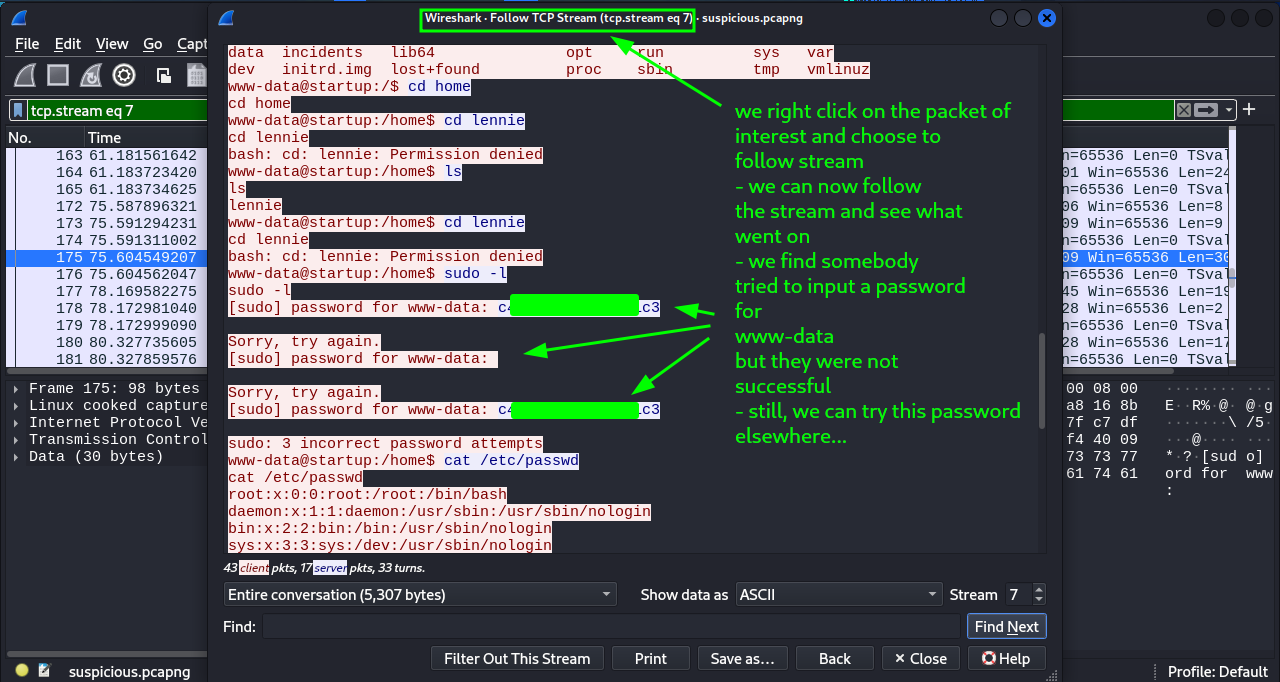 Wireshark · Follow TCP Stream (tcp.stream eq 7) · suspicious.pcapng
File Edit View Go Capt
tcp.stream eq 7
No. Time
163 61.181561642
164 61.183723420
165 61.183734625
172 75.587896321
173 75.591294231
174 75.591311002
175 75.604549207
176 75.604562047
177 78.169582275
178 78.172981040
179 78.172999090
180 80.327735605
181 80.327859576
Frame 175: 98 bytes
Linux cooked capture
Internet Protocol Ve
Transmission Control
Data (30 bytes)
suspicious.pcapng
data incidents lib64 opt run sys var
dev initrd.img lost+found proc sbin tmp vmlinuz
www-data@startup:/$ cd home
cd home
www-data@startup:/home$ cd lennie
cd lennie
bash: cd: lennie: Permission denied
www-data@startup:/home$ ls
ls
lennie
www-data@startup:/home$ cd lennie
cd lennie
bash: cd: lennie: Permission denied
www-data@startup:/home$ sudo -l
sudo -l
[sudo] password for www-data: c4 c3
Sorry, try again.
[sudo] password for www-data:
Sorry, try again.
[sudo] password for www-data: c4 c3
sudo: 3 incorrect password attempts
www-data@startup:/home$ cat /etc/passwd
cat /etc/passwd
root:x:0:0:root:/root:/bin/bash
daemon:x:1:1:daemon:/usr/sbin:/usr/sbin/nologin
bin:x:2:2:bin:/bin:/usr/sbin/nologin
sys:x:3:3:sys:/dev:/usr/sbin/nologin
we right click on the packet of
interest and choose to
follow stream
- we can now follow
the stream and see what
went on
- we find somebody
tried to input a password
for
www-data
but they were not
successful
- still, we can try this password
elsewhere...
43 client pkts, 17 server pkts, 33 turns.
Entire conversation (5,307 bytes) Show data as ASCII Stream 7
Find: Find Next
Filter Out This Stream Print Save as… Back Close Help
n=65536 Len=0 TSval
01 Win=65536 Len=24
n=65536 Len=0 TSval
06 Win=65536 Len=8
09 Win=65536 Len=9
n=65536 Len=0 TSval
09 Win=65536 Len=30
n=65536 Len=0 TSval
45 Win=65536 Len=19
28 Win=65536 Len=2
n=65536 Len=0 TSval
28 Win=65536 Len=17
n=65536 Len=0 TSval
00 08 00 ········ ···
a8 16 8b E··R%·@· @·g
7f c7 df ·······\ /5·
f4 40 09 ···@···· ···
73 73 77 *·?·[sud o]
61 74 61 ord for www
:
Profile: Default